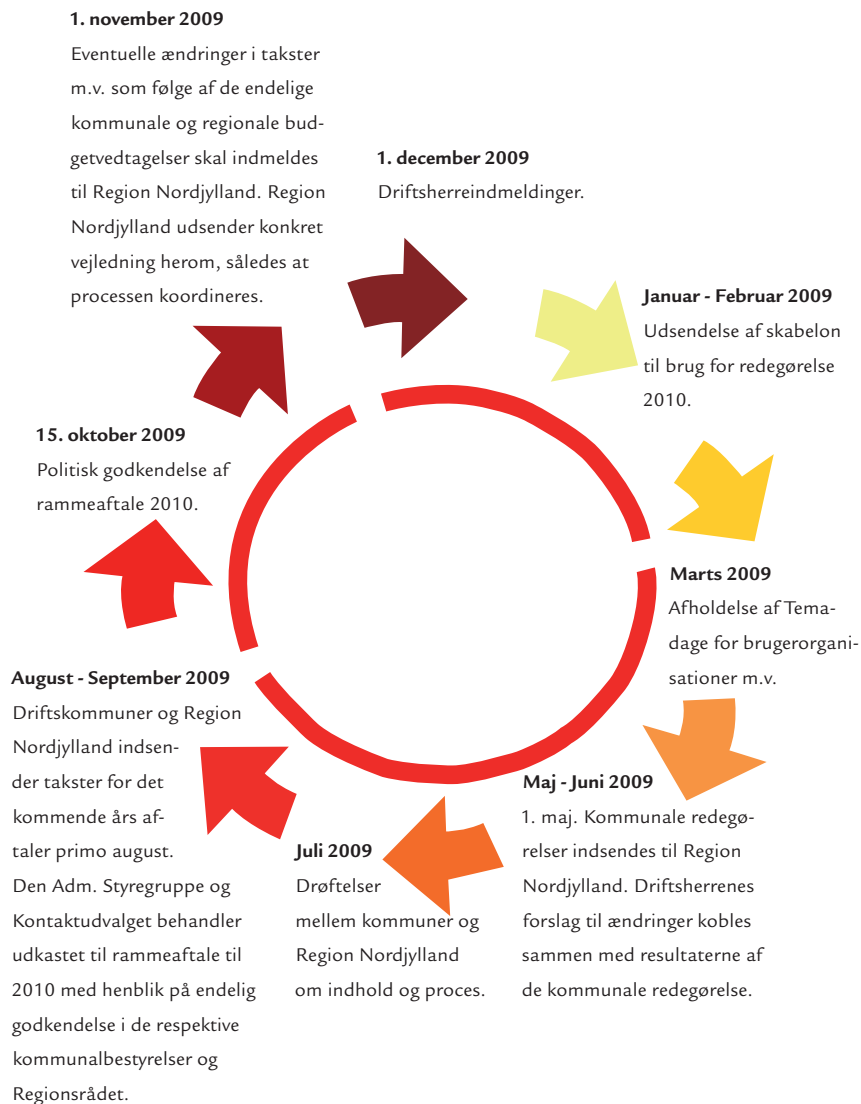 1. november 2009
Eventuelle ændringer i takster
m.v. som følge af de endelige
kommunale og regionale bud-
getvedtagelser skal indmeldes
til Region Nordjylland. Region
Nordjylland udsender konkret
vejledning herom, således at
processen koordineres.
1. december 2009
Driftsherreindmeldinger.
Januar - Februar 2009
Udsendelse af skabelon
til brug for redegørelse
2010.
Marts 2009
Afholdelse af Tema-
dage for brugerorgani-
sationer m.v.
Maj - Juni 2009
1. maj. Kommunale redegø-
relser indsendes til Region
Nordjylland. Driftsherrenes
forslag til ændringer kobles
sammen med resultaterne af
de kommunale redegørelse.
Juli 2009
Drøftelser
mellem kommuner og
Region Nordjylland
om indhold og proces.
August - September 2009
Driftskommuner og Region
Nordjylland indsen-
der takster for det
kommende års af-
taler primo august.
Den Adm. Styregruppe og
Kontaktudvalget behandler
udkastet til rammeaftale til
2010 med henblik på endelig
godkendelse i de respektive
kommunalbestyrelser og
Regionsrådet.
15. oktober 2009
Politisk godkendelse af
rammeaftale 2010.